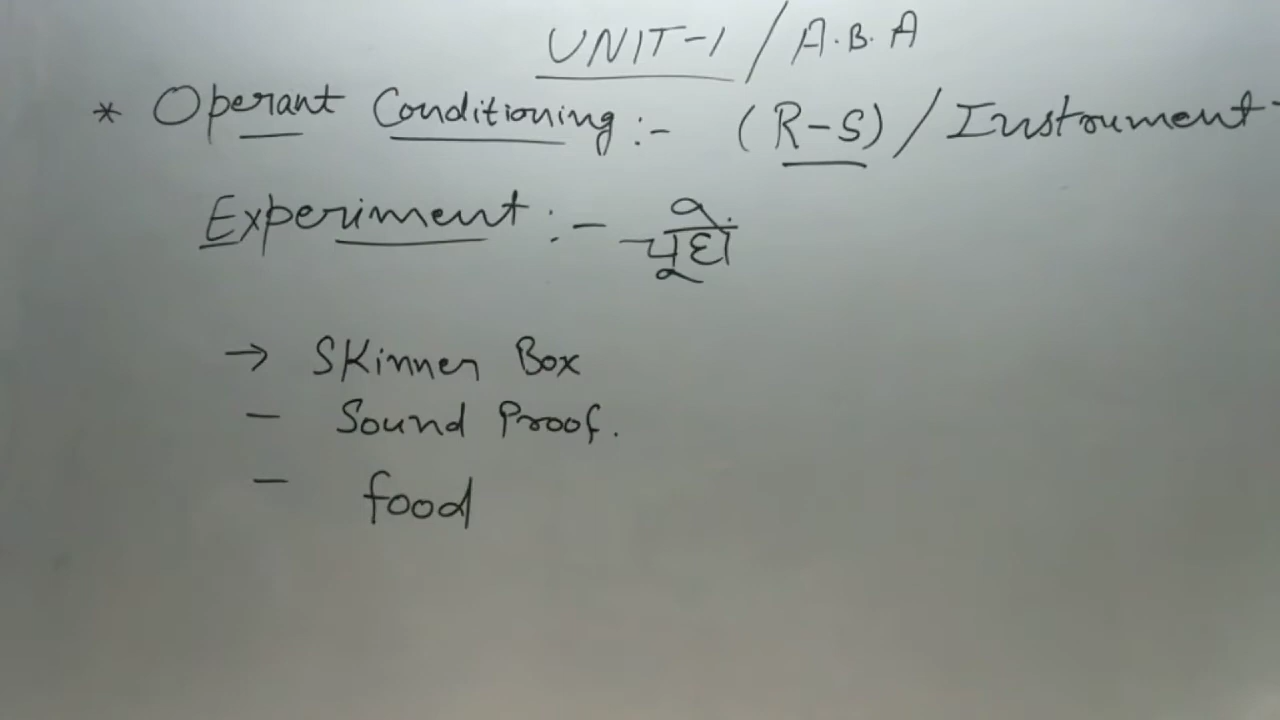 UNIT-1 / A.B.A
* Operant Conditioning :- (R-S) / Instrument
Experiment :-
→ SKinner Box
- Sound Proof.
- food